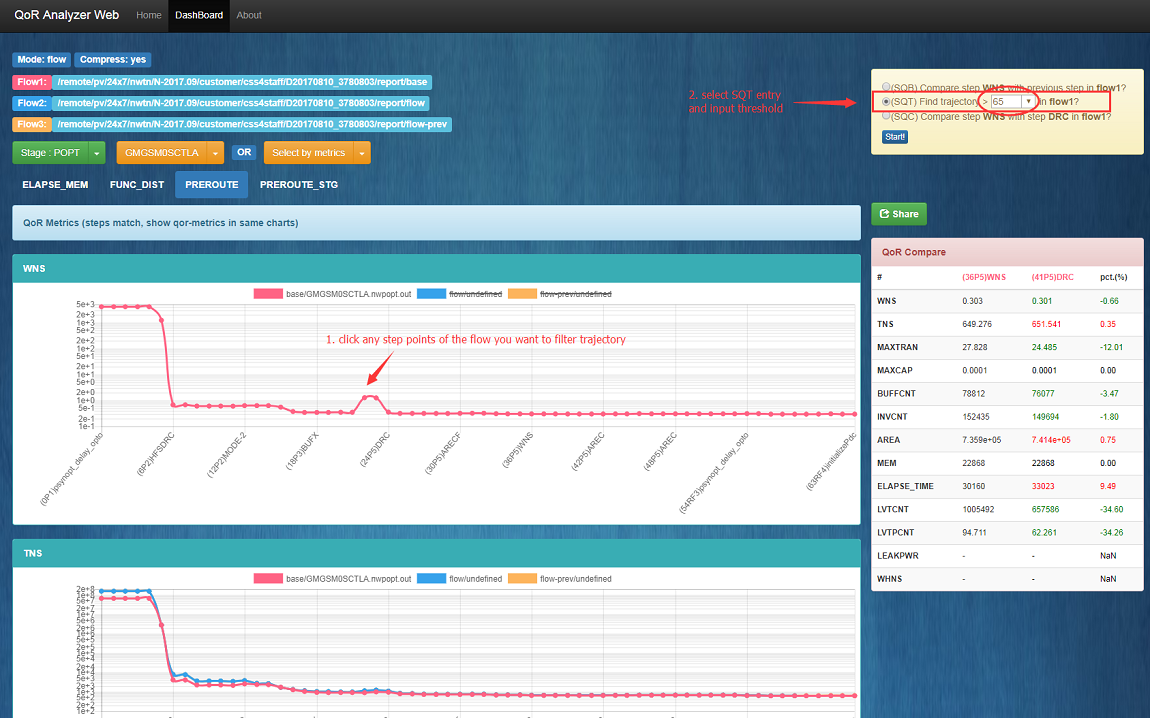 QoR Analyzer Web Home DashBoard About
Mode: flow Compress: yes
Flow1: /remote/pv/24x7/nwtn/N-2017.09/customer/css4staff/D20170810_3780803/report/base
Flow2: /remote/pv/24x7/nwtn/N-2017.09/customer/css4staff/D20170810_3780803/report/flow
Flow3: /remote/pv/24x7/nwtn/N-2017.09/customer/css4staff/D20170810_3780803/report/flow-prev
Stage : POPT GMGSM0SCTLA OR Select by metrics
ELAPSE_MEM FUNC_DIST PREROUTE PREROUTE_STG
QoR Metrics (steps match, show qor-metrics in same charts)
2. select SQT entry
and input threshold
(SQB) Compare step WNS with previous step in flow1?
(SQT) Find trajectory > 65 in flow1?
(SQC) Compare step WNS with step DRC in flow1?
Start!
Share
WNS
base/GMGSM0SCTLA.nwpopt.out flow/undefined flow-prev/undefined
5e+3
2e+3
1e+3
5e+2
2e+2
1e+2
5e+1
2e+1
1e+1
5e+0
2e+0
1e+0
5e-1
2e-1
1e-1
1. click any step points of the flow you want to filter trajectory
(0P1)psynopt_delay_opto
(6P2)HFSDRC
(12P2)MODE-2
(18P3)BUFX
(24P5)DRC
(30P5)ARECF
(36P5)WNS
(42P5)AREC
(48P5)AREC
(54RF3)psynopt_delay_opto
(63RF4)initializePdc
QoR Compare
# (36P5)WNS (41P5)DRC pct.(%)
WNS 0.303 0.301 -0.66
TNS 649.276 651.541 0.35
MAXTRAN 27.828 24.485 -12.01
MAXCAP 0.0001 0.0001 0.00
BUFFCNT 78812 76077 -3.47
INVCNT 152435 149694 -1.80
AREA 7.359e+05 7.414e+05 0.75
MEM 22868 22868 0.00
ELAPSE_TIME 30160 33023 9.49
LVTCNT 1005492 657586 -34.60
LVTPCNT 94.711 62.261 -34.26
LEAKPWR - - NaN
WHNS - - NaN
TNS
base/GMGSM0SCTLA.nwpopt.out flow/undefined flow-prev/undefined
2e+8
1e+8
5e+7
2e+7
1e+7
5e+6
2e+6
1e+6
5e+5
2e+5
1e+5
5e+4
2e+4
1e+4
5e+3
2e+3
1e+3
5e+2
2e+2
1e+2